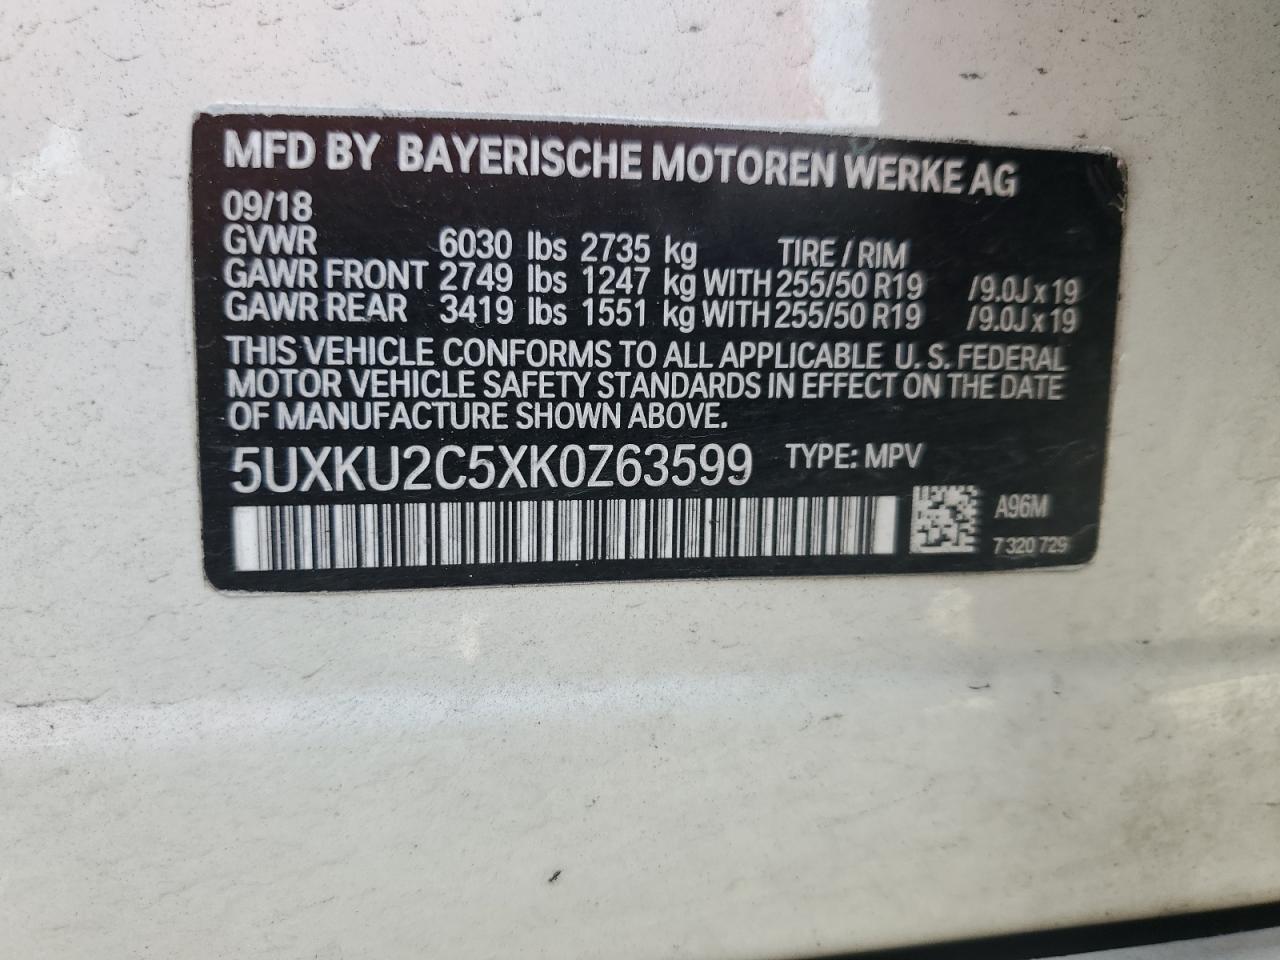 MFD BY BAYERISCHE MOTOREN WERKE AG
09/18
GVWR 6030 lbs 2735 kg TIRE / RIM
GAWR FRONT 2749 lbs 1247 kg WITH 255/50 R19 /9.0J x 19
GAWR REAR 3419 lbs 1551 kg WITH 255/50 R19 /9.0J x 19
THIS VEHICLE CONFORMS TO ALL APPLICABLE U. S. FEDERAL
MOTOR VEHICLE SAFETY STANDARDS IN EFFECT ON THE DATE
OF MANUFACTURE SHOWN ABOVE.
5UXKU2C5XK0Z63599 TYPE: MPV
A96M
7 320 729